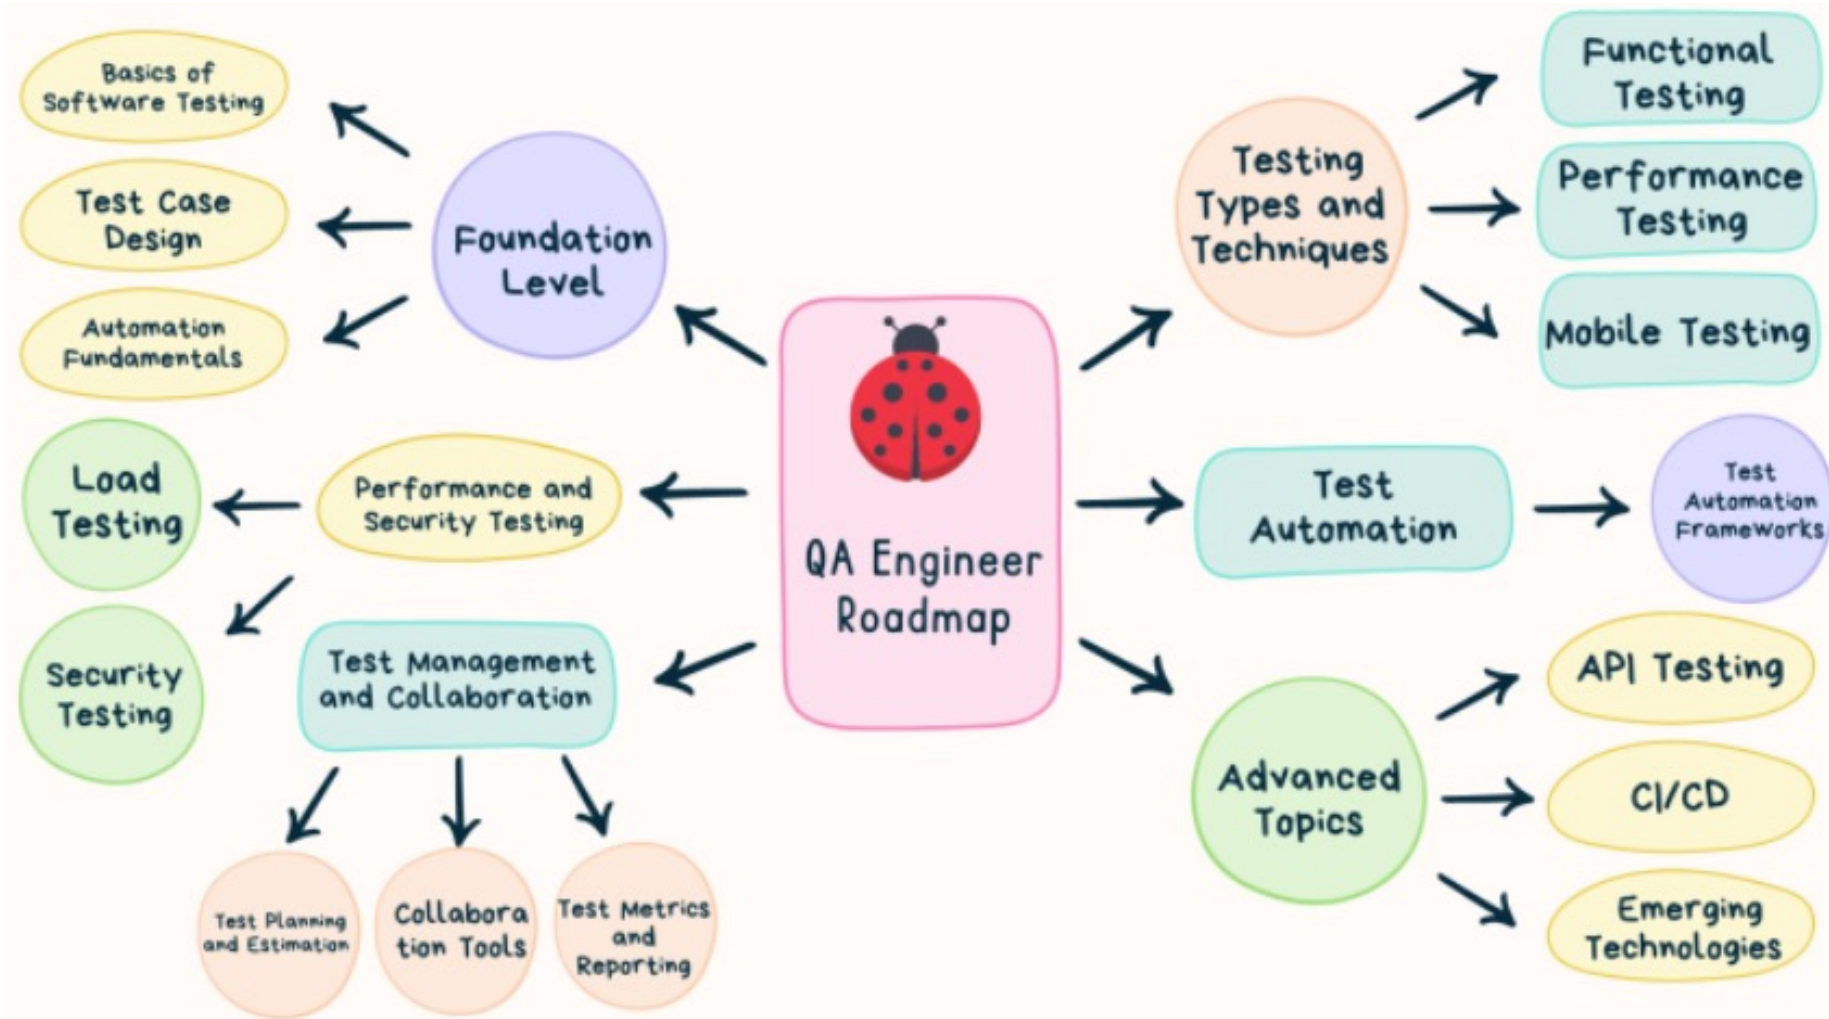 Basics of
Software Testing
Test Case
Design
Automation
Fundamentals
Foundation
Level
Load
Testing
Performance and
Security Testing
Security
Testing
Test Management
and Collaboration
Test Planning
and Estimation
Collabora
tion Tools
Test Metrics
and
Reporting
QA Engineer
Roadmap
Testing
Types and
Techniques
Functional
Testing
Performance
Testing
Mobile Testing
Test
Automation
Test
Automation
FrameWorks
Advanced
Topics
API Testing
CI/CD
Emerging
Technologies